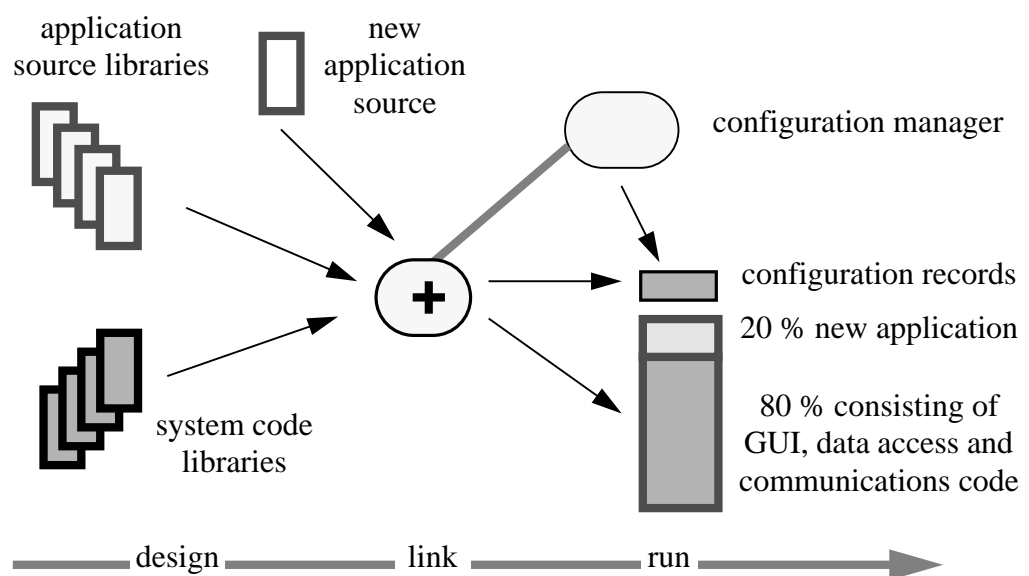 application
source libraries
new
application
source
configuration manager
+
configuration records
20 % new application
80 % consisting of
GUI, data access and
communications code
system code
libraries
design
link
run